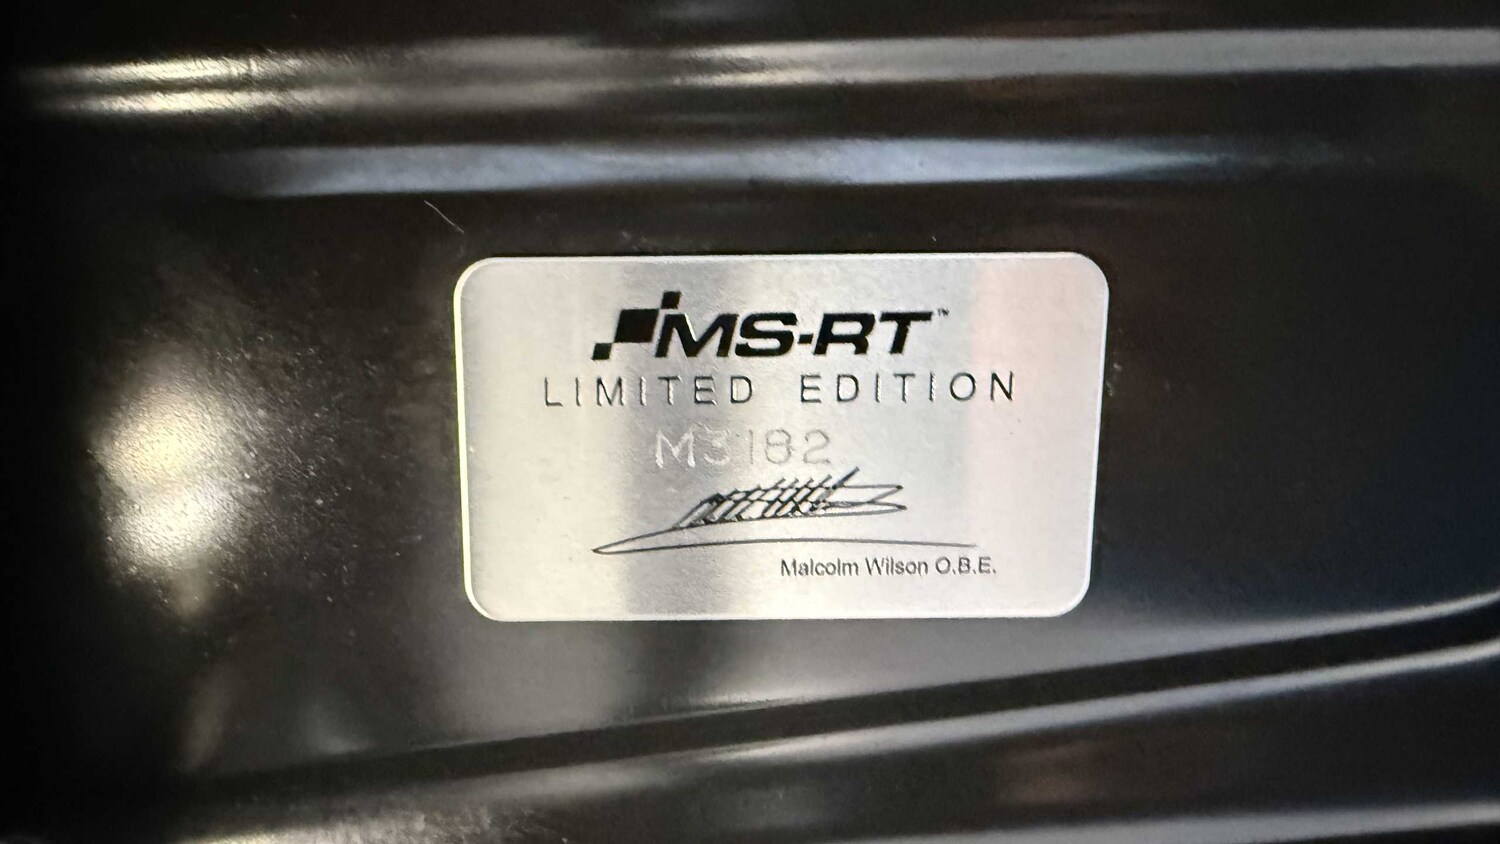 MS-RT™
LIMITED EDITION
M3182
Malcolm Wilson O.B.E.